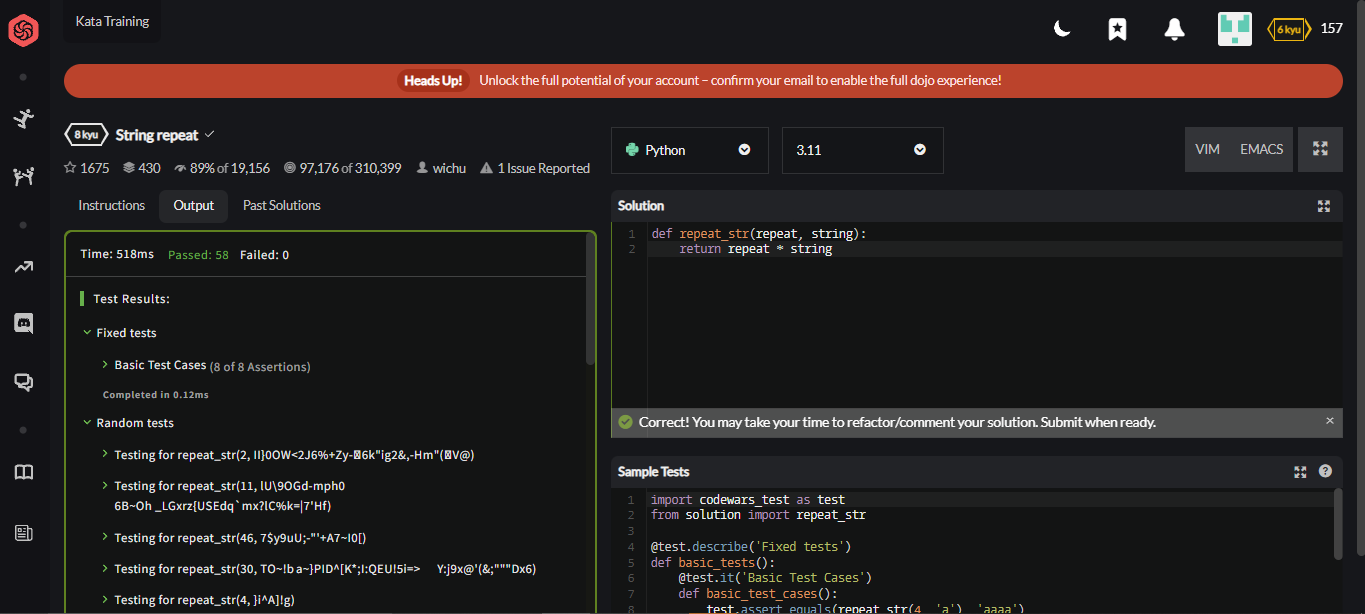 Kata Training
6 kyu 157
Heads Up! Unlock the full potential of your account – confirm your email to enable the full dojo experience!
8 kyu String repeat
1675 430 89% of 19,156 97,176 of 310,399 wichu 1 Issue Reported
Python 3.11 VIM EMACS
Instructions Output Past Solutions
Time: 518ms Passed: 58 Failed: 0
Test Results:
Fixed tests
Basic Test Cases (8 of 8 Assertions)
Completed in 0.12ms
Random tests
Testing for repeat_str(2, II}0OW<2J6%+Zy-6k"ig2&,-Hm"(V@)
Testing for repeat_str(11, lU\9OGd-mph0
6B~Oh _LGxrz{USEdq`mx?lC%k=|7'Hf)
Testing for repeat_str(46, 7$y9uU;-"'+A7~I0[)
Testing for repeat_str(30, TO~!b a~}PID^[K*;I:QEU!5i=> Y:j9x@'(&;"""Dx6)
Testing for repeat_str(4, }i^A]!g)
Solution
1 def repeat_str(repeat, string):
2 return repeat * string
Correct! You may take your time to refactor/comment your solution. Submit when ready.
Sample Tests
1 import codewars_test as test
2 from solution import repeat_str
3
4 @test.describe('Fixed tests')
5 def basic_tests():
6 @test.it('Basic Test Cases')
7 def basic_test_cases():
8 test.assert_equals(repeat_str(4, 'a'), 'aaaa')